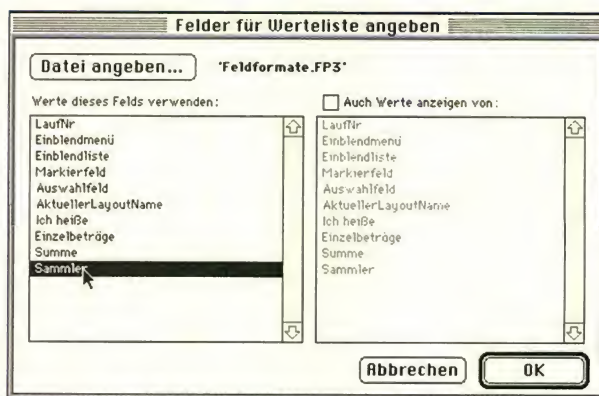 Felder für Werteliste angeben
Datei angeben... "Feldformate.FP3"
Werte dieses Felds verwenden:
LaufNr
Einblendmenü
Einblendliste
Markierfeld
Auswahlfeld
AktuellerLayoutName
Ich heiße
Einzelbeträge
Summe
Sammler
Auch Werte anzeigen von:
LaufNr
Einblendmenü
Einblendliste
Markierfeld
Auswahlfeld
AktuellerLayoutName
Ich heiße
Einzelbeträge
Summe
Sammler
Abbrechen
OK